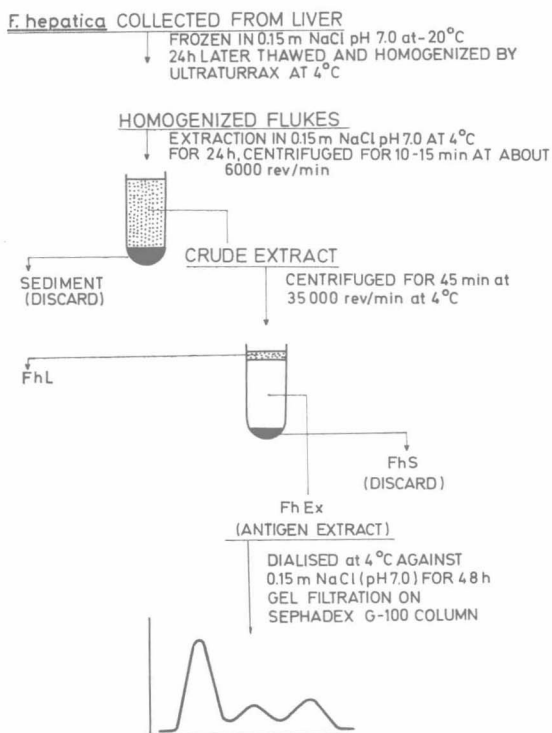 F. hepatica COLLECTED FROM LIVER
FROZEN IN 0.15 m NaCl pH 7.0 at -20°C
24h LATER THAWED AND HOMOGENIZED BY
ULTRATURRAX AT 4°C
HOMOGENIZED FLUKES
EXTRACTION IN 0.15m NaCl pH 7.0 AT 4°C
FOR 24h, CENTRIFUGED FOR 10-15 min AT ABOUT
6000 rev/min
CRUDE EXTRACT
SEDIMENT
(DISCARD)
CENTRIFUGED FOR 45 min at
35 000 rev/min at 4°C
FhL
FhS
(DISCARD)
FhEx
(ANTIGEN EXTRACT)
DIALISED at 4°C AGAINST
0.15 m NaCl (pH 7.0) FOR 48 h
GEL FILTRATION ON
SEPHADEX G-100 COLUMN